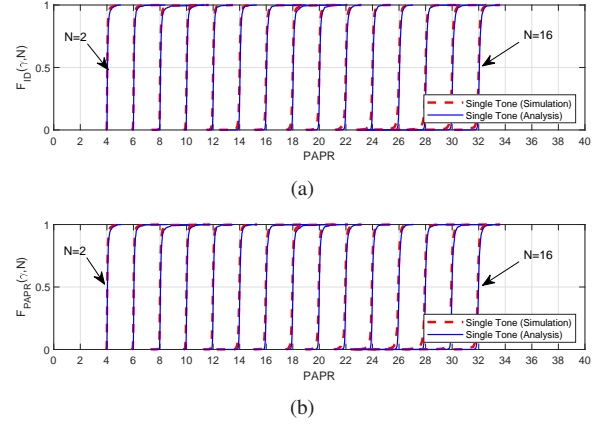 1
N=2
N=16
F_ID(γ,N)
0.5
Single Tone (Simulation)
Single Tone (Analysis)
0
0 2 4 6 8 10 12 14 16 18 20 22 24 26 28 30 32 34 36 38 40
PAPR
(a)
1
N=2
N=16
F_PAPR(γ,N)
0.5
Single Tone (Simulation)
Single Tone (Analysis)
0
0 2 4 6 8 10 12 14 16 18 20 22 24 26 28 30 32 34 36 38 40
PAPR
(b)